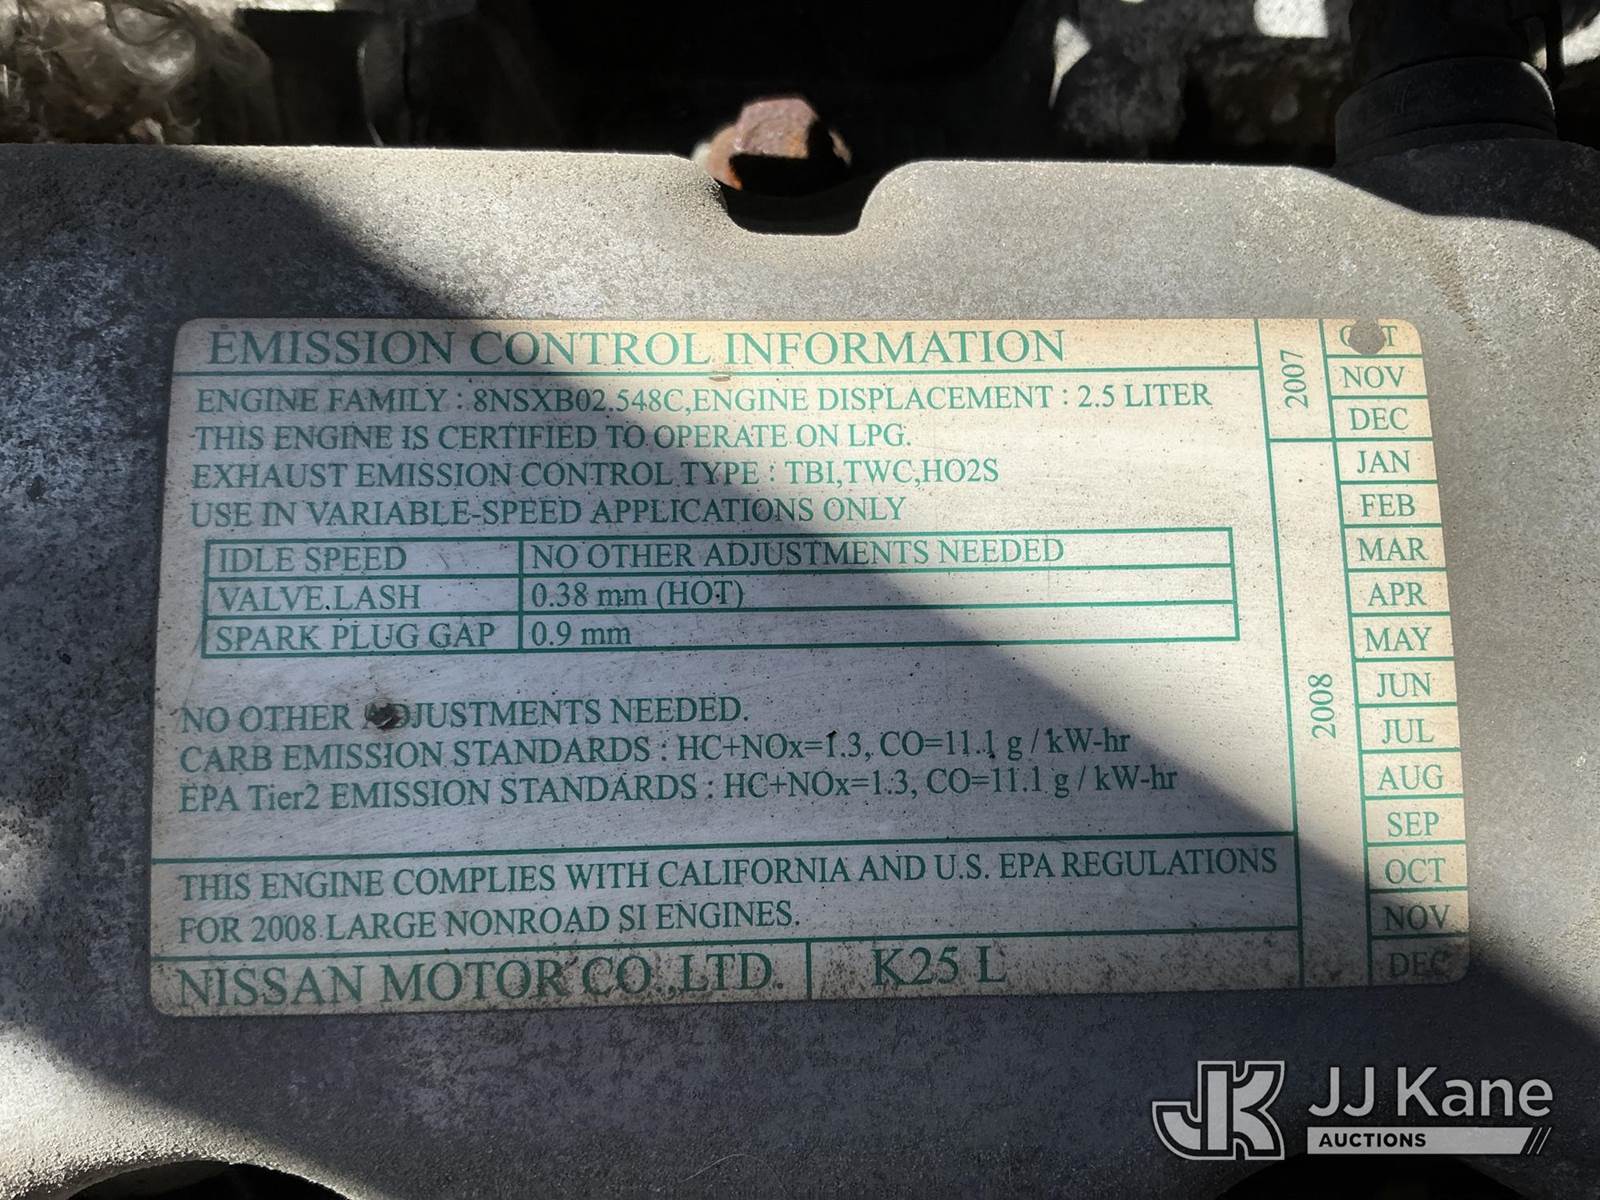 EMISSION CONTROL INFORMATION
ENGINE FAMILY : 8NSXB02.548C,ENGINE DISPLACEMENT : 2.5 LITER
THIS ENGINE IS CERTIFIED TO OPERATE ON LPG.
EXHAUST EMISSION CONTROL TYPE : TBI,TWC,HO2S
USE IN VARIABLE-SPEED APPLICATIONS ONLY
IDLE SPEED NO OTHER ADJUSTMENTS NEEDED
VALVE LASH 0.38 mm (HOT)
SPARK PLUG GAP 0.9 mm
NO OTHER ADJUSTMENTS NEEDED.
CARB EMISSION STANDARDS : HC+NOx=1.3, CO=11.1 g / kW-hr
EPA Tier2 EMISSION STANDARDS : HC+NOx=1.3, CO=11.1 g / kW-hr
THIS ENGINE COMPLIES WITH CALIFORNIA AND U.S. EPA REGULATIONS
FOR 2008 LARGE NONROAD SI ENGINES.
NISSAN MOTOR CO.,LTD. K25 L
2007
OCT
NOV
DEC
2008
JAN
FEB
MAR
APR
MAY
JUN
JUL
AUG
SEP
OCT
NOV
DEC
JK
JJ Kane
AUCTIONS